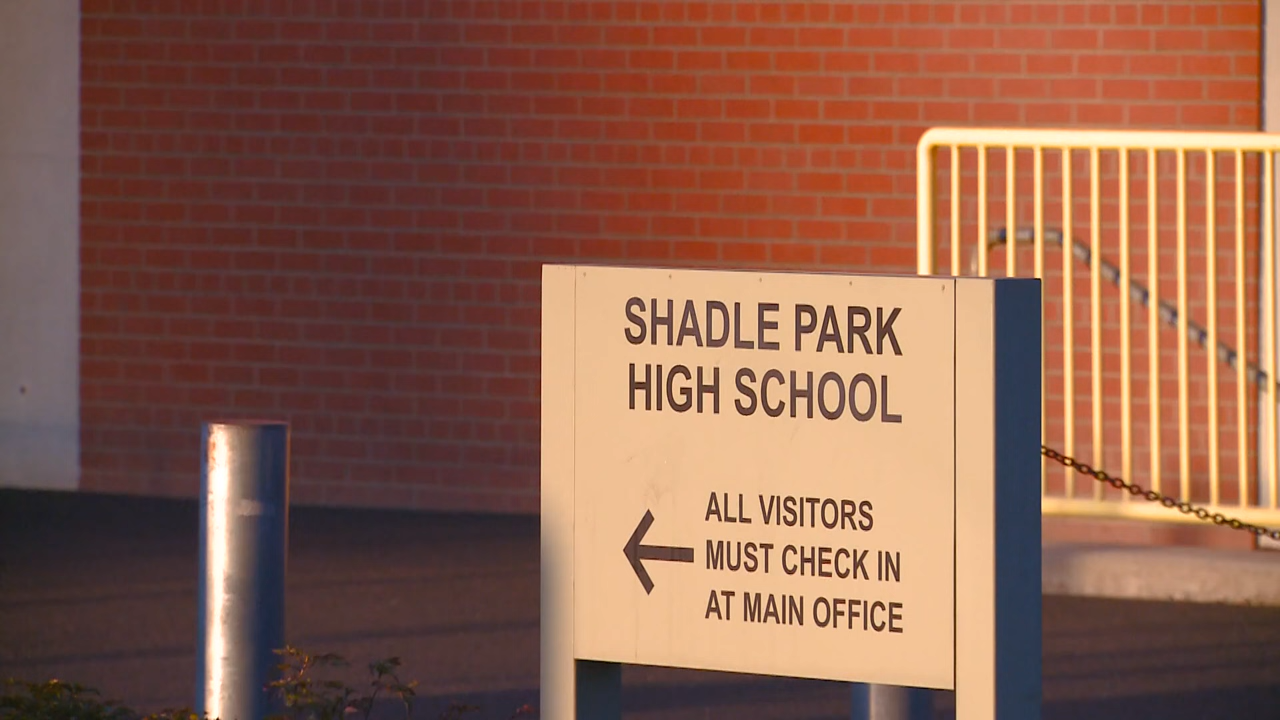 SHADLE PARK
HIGH SCHOOL
ALL VISITORS
MUST CHECK IN
AT MAIN OFFICE